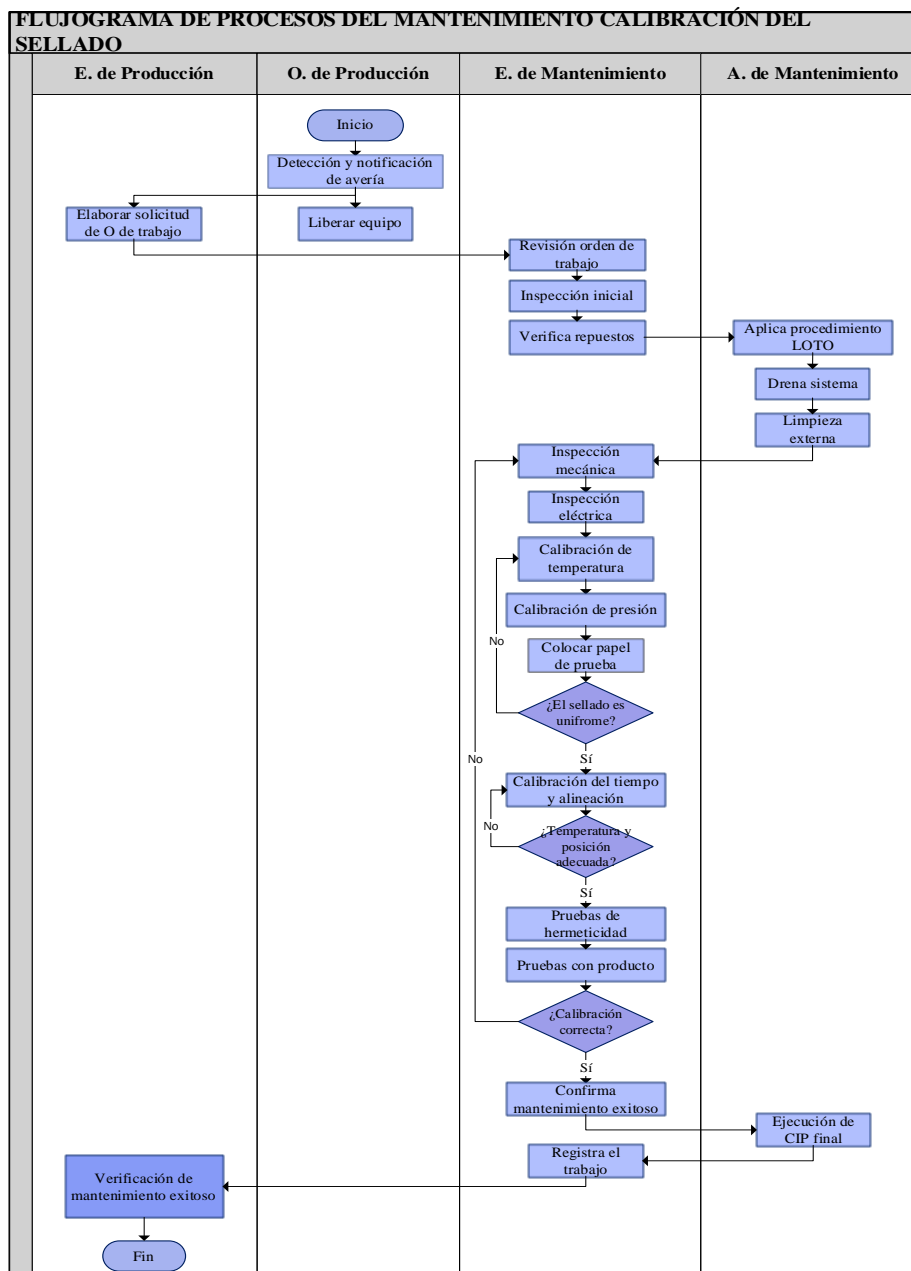 FLUJOGRAMA DE PROCESOS DEL MANTENIMIENTO CALIBRACIÓN DEL
SELLADO
E. de Producción
O. de Producción
E. de Mantenimiento
A. de Mantenimiento
Inicio
Detección y notificación
de avería
Elaborar solicitud
de O de trabajo
Liberar equipo
Revisión orden de
trabajo
Inspección inicial
Verifica repuestos
Aplica procedimiento
LOTO
Drena sistema
Limpieza
externa
Inspección
mecánica
Inspección
eléctrica
Calibración de
temperatura
Calibración de presión
No
Colocar papel
de prueba
¿El sellado es
unifrome?
No
Sí
Calibración del tiempo
y alineación
No
¿Temperatura y
posición
adecuada?
Sí
Pruebas de
hermeticidad
Pruebas con producto
¿Calibración
correcta?
Sí
Confirma
mantenimiento exitoso
Ejecución de
CIP final
Registra el
trabajo
Verificación de
mantenimiento exitoso
Fin